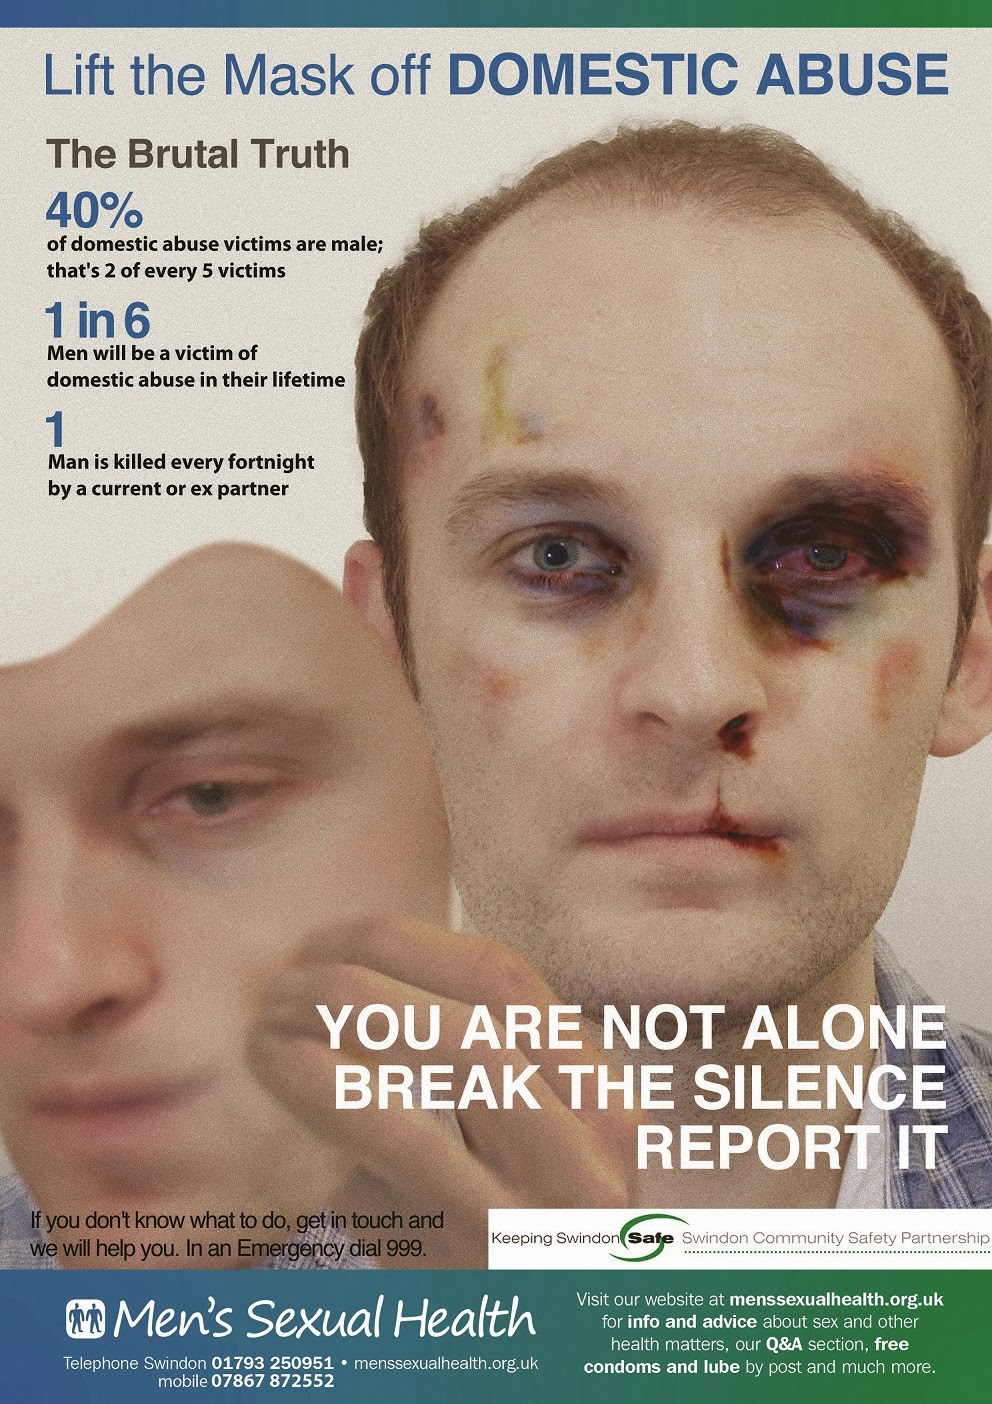 Lift the Mask off DOMESTIC ABUSE
The Brutal Truth
40%
of domestic abuse victims are male;
that's 2 of every 5 victims
1 in 6
Men will be a victim of
domestic abuse in their lifetime
1
Man is killed every fortnight
by a current or ex partner
YOU ARE NOT ALONE
BREAK THE SILENCE
REPORT IT
If you don't know what to do, get in touch and
we will help you. In an Emergency dial 999.
Keeping Swindon Safe Swindon Community Safety Partnership
Men's Sexual Health
Telephone Swindon 01793 250951 • menssexualhealth.org.uk
mobile 07867 872552
Visit our website at menssexualhealth.org.uk
for info and advice about sex and other
health matters, our Q&A section, free
condoms and lube by post and much more.